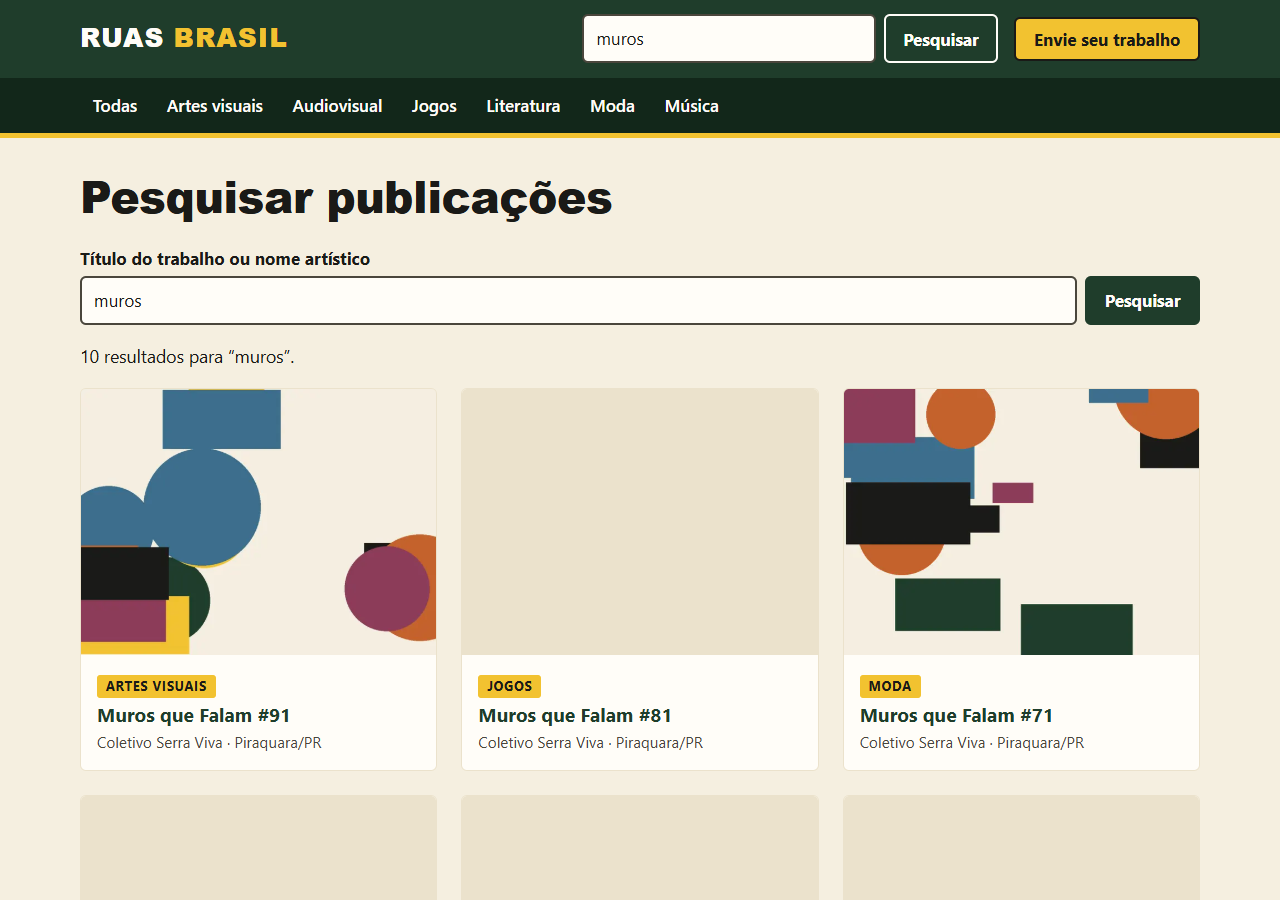 RUAS BRASIL
muros
Pesquisar
Envie seu trabalho
Todas Artes visuais Audiovisual Jogos Literatura Moda Música
Pesquisar publicações
Título do trabalho ou nome artístico
muros
Pesquisar
10 resultados para “muros”.
ARTES VISUAIS
Muros que Falam #91
Coletivo Serra Viva · Piraquara/PR
JOGOS
Muros que Falam #81
Coletivo Serra Viva · Piraquara/PR
MODA
Muros que Falam #71
Coletivo Serra Viva · Piraquara/PR